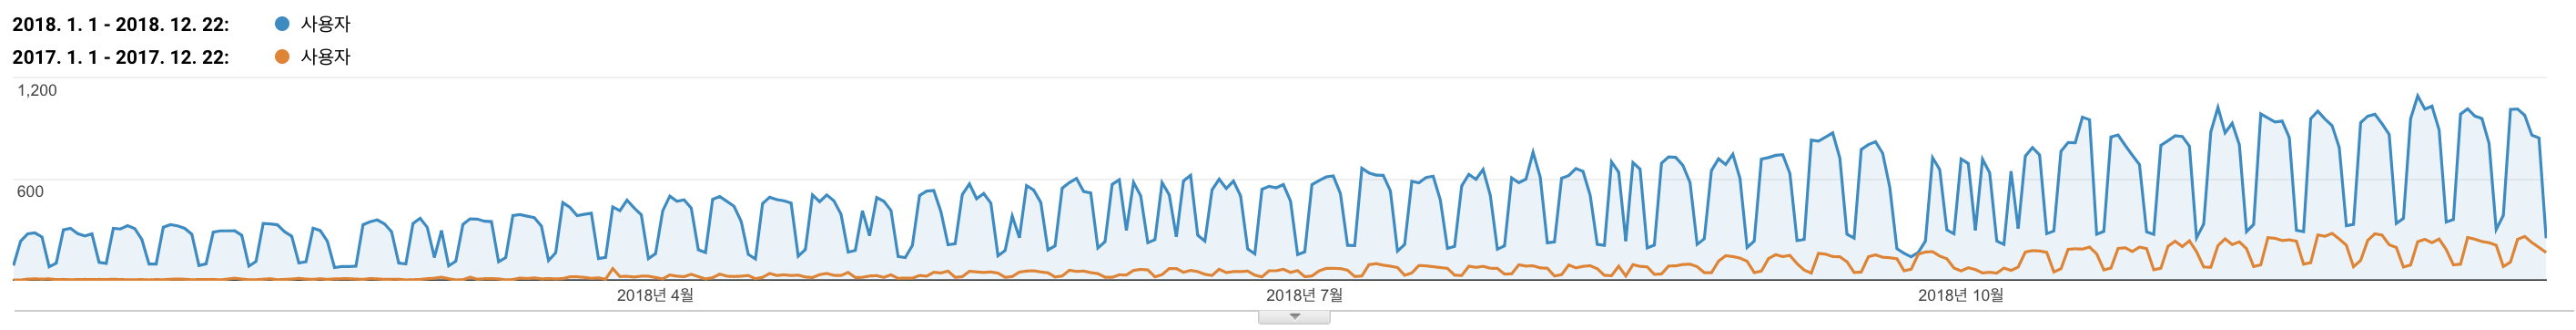 2018. 1. 1 - 2018. 12. 22: 사용자
2017. 1. 1 - 2017. 12. 22: 사용자
1,200
600
2018년 4월 2018년 7월 2018년 10월